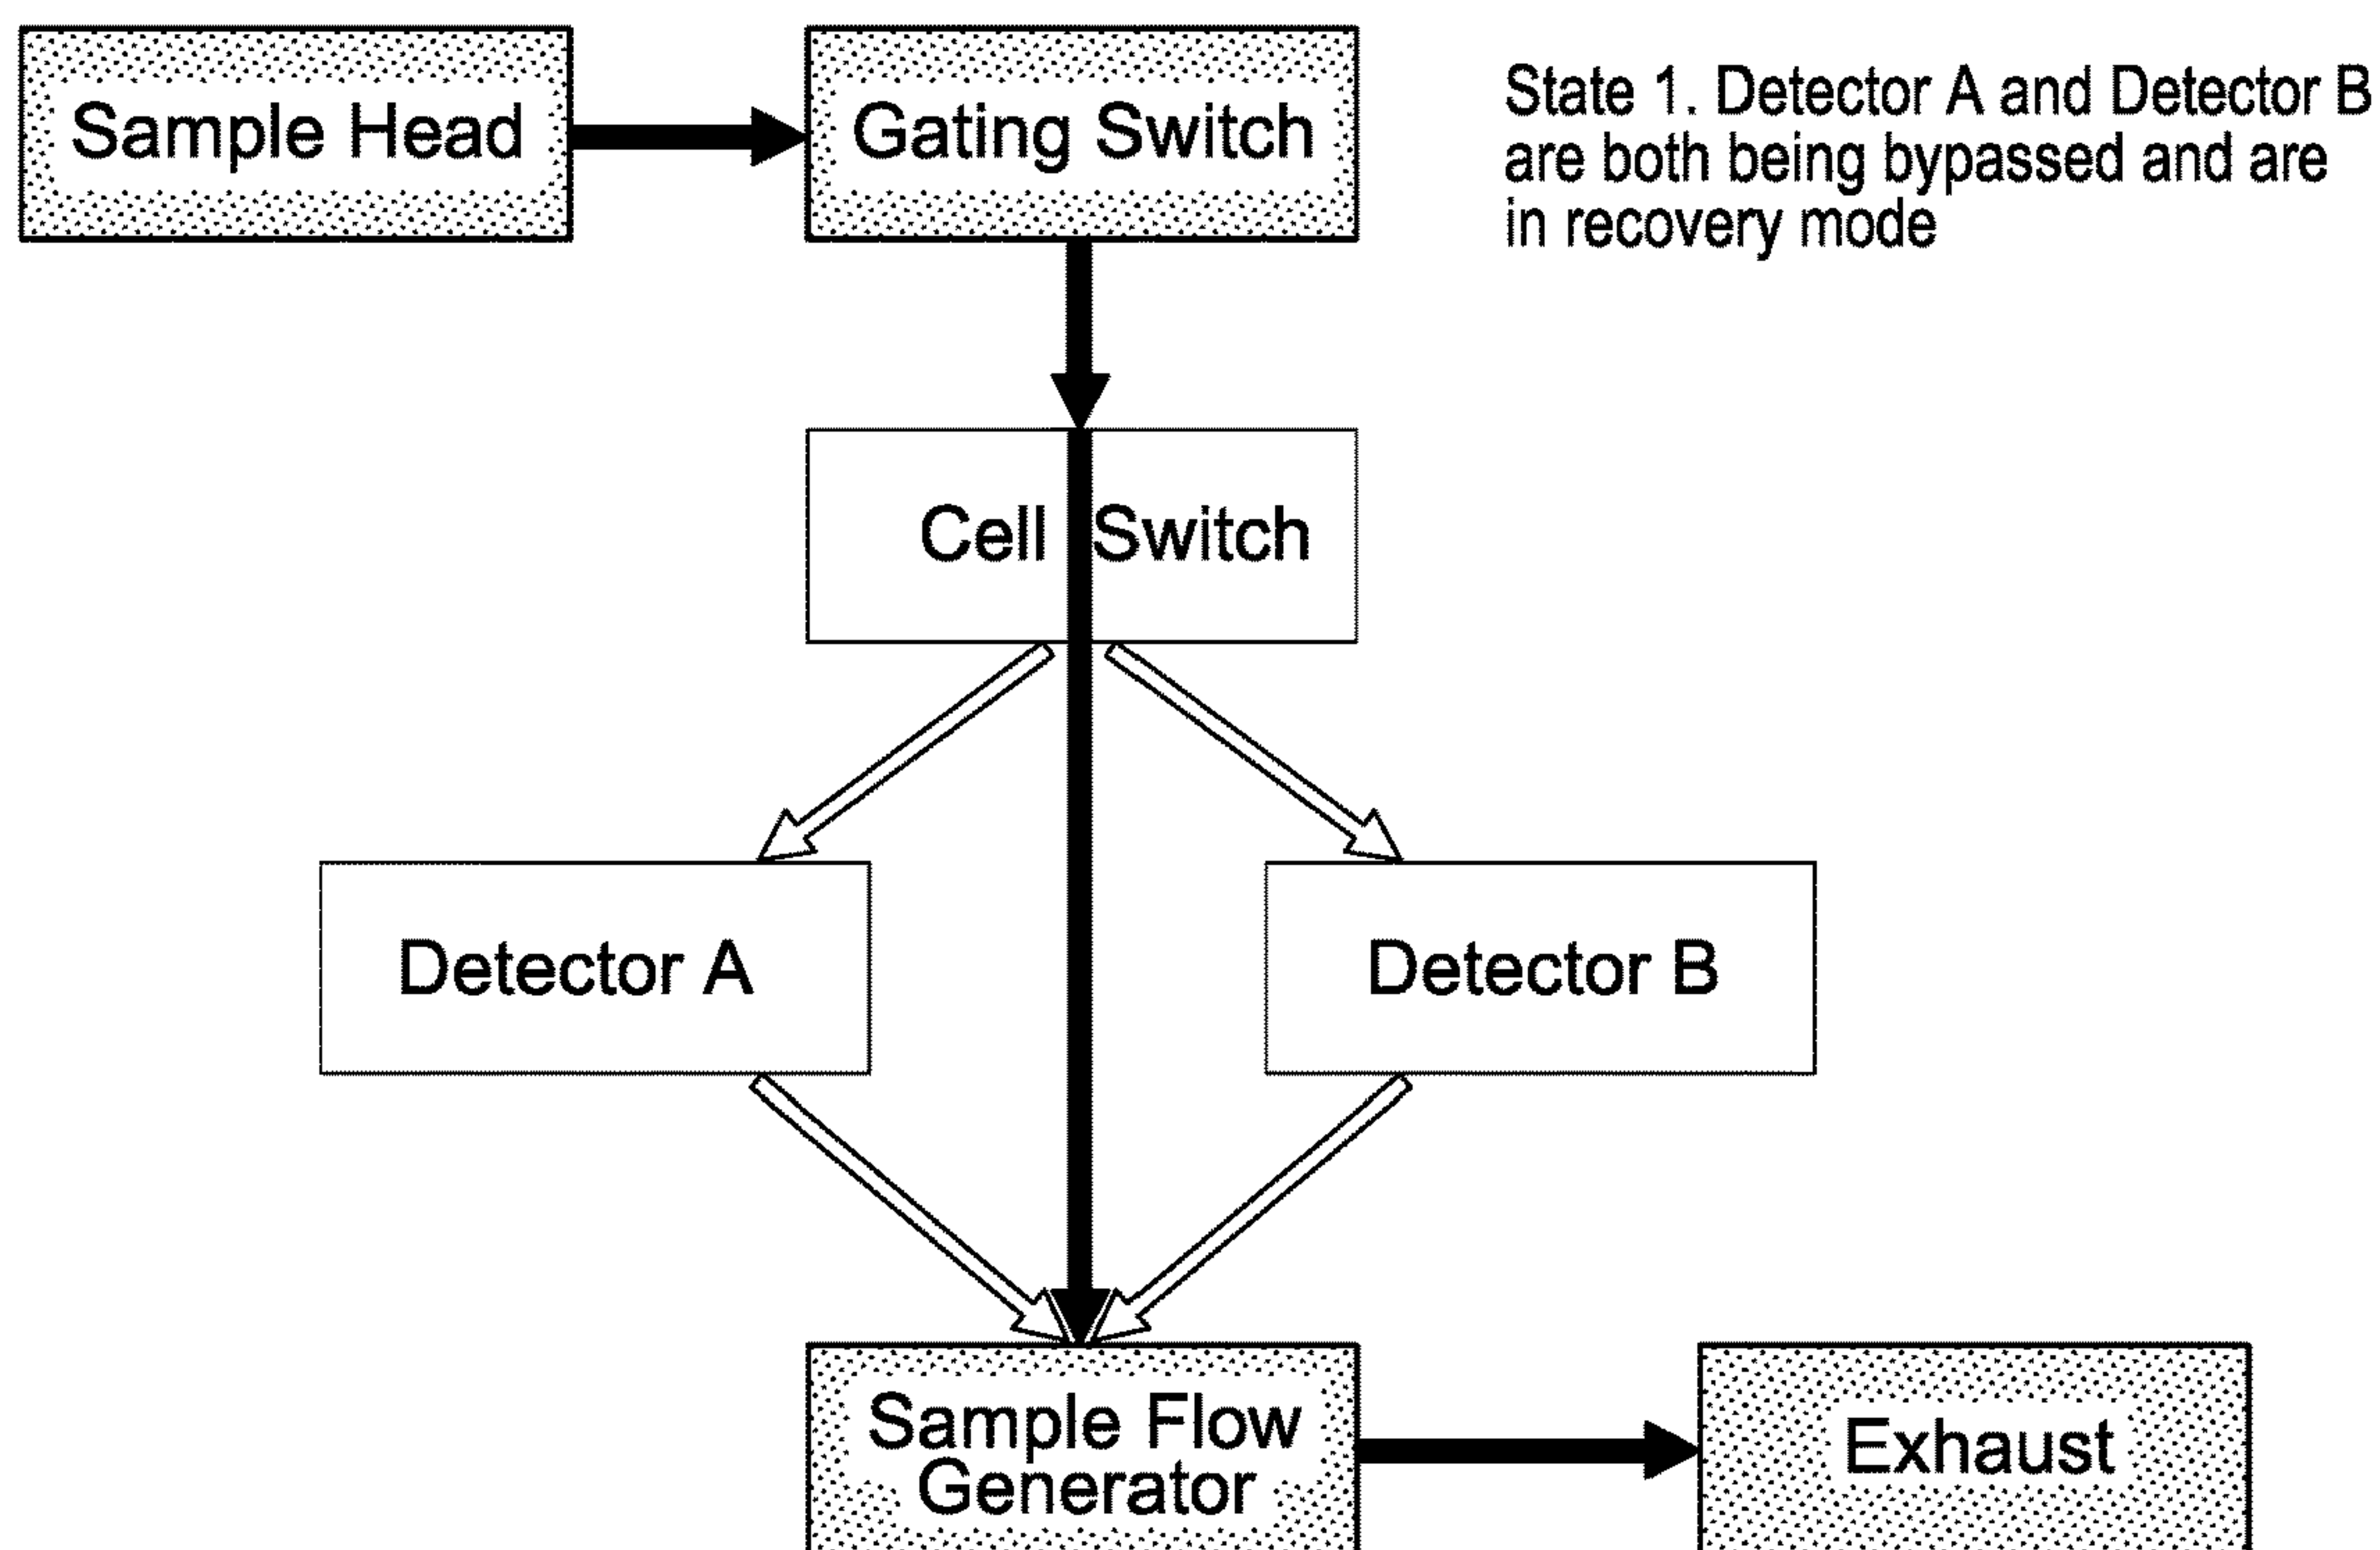 Sample Head
Gating Switch
State 1. Detector A and Detector B
are both being bypassed and are
in recovery mode
Cell Switch
Detector A
Detector B
Sample Flow
Generator
Exhaust